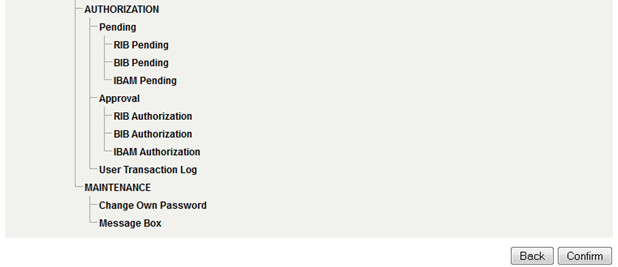 AUTHORIZATION
Pending
RIB Pending
BIB Pending
IBAM Pending
Approval
RIB Authorization
BIB Authorization
IBAM Authorization
User Transaction Log
MAINTENANCE
Change Own Password
Message Box
Back Confirm